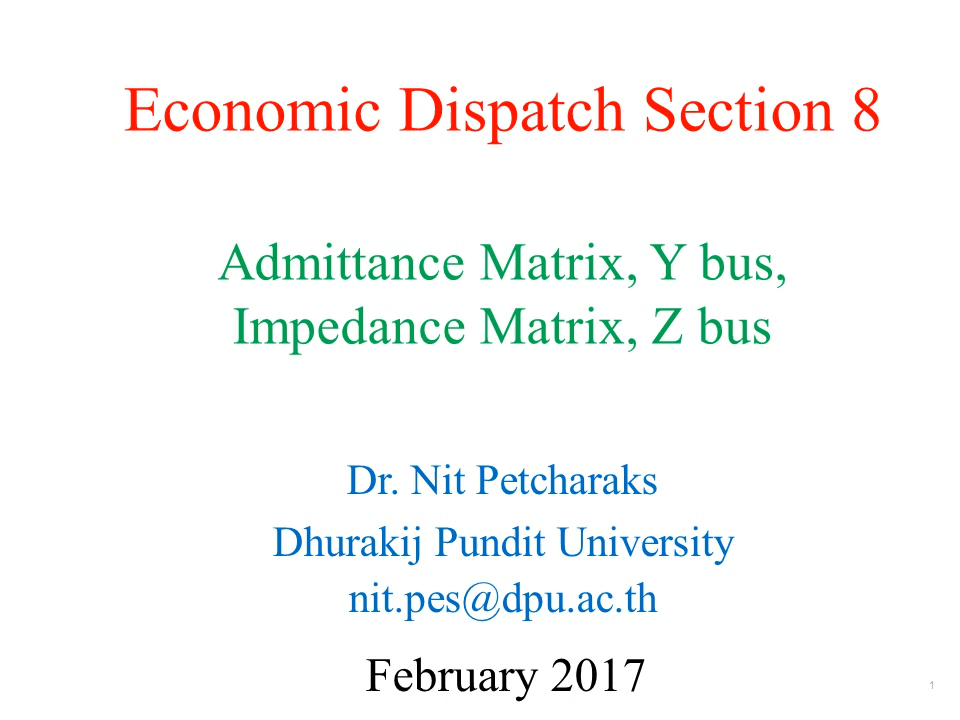 Economic Dispatch Section 8
Admittance Matrix, Y bus,
Impedance Matrix, Z bus
Dr. Nit Petcharaks
Dhurakij Pundit University
nit.pes@dpu.ac.th
February 2017
1